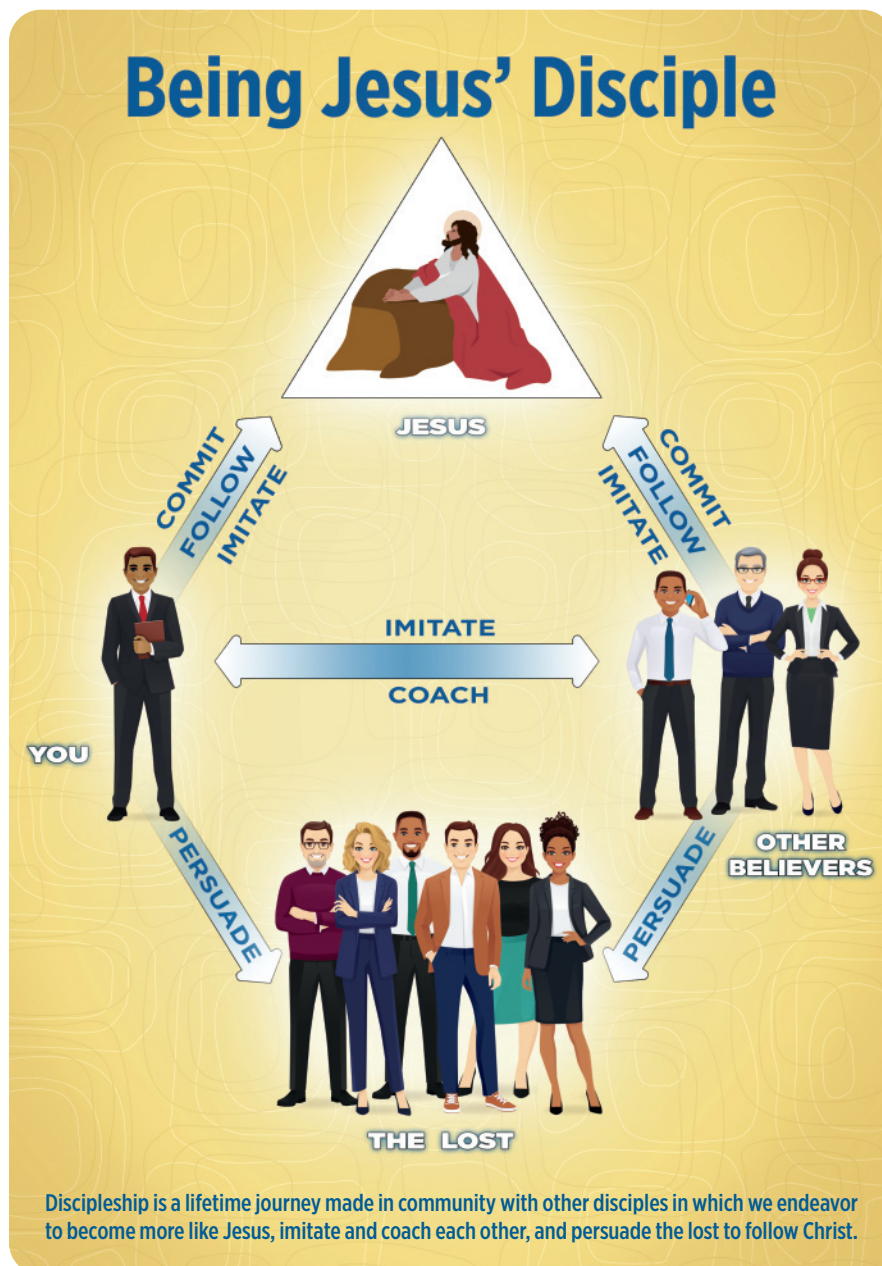 Being Jesus’ Disciple
JESUS
COMMIT
FOLLOW
IMITATE
COMMIT
FOLLOW
IMITATE
IMITATE
COACH
YOU
OTHER
BELIEVERS
PERSUADE
PERSUADE
THE LOST
Discipleship is a lifetime journey made in community with other disciples in which we endeavor
to become more like Jesus, imitate and coach each other, and persuade the lost to follow Christ.